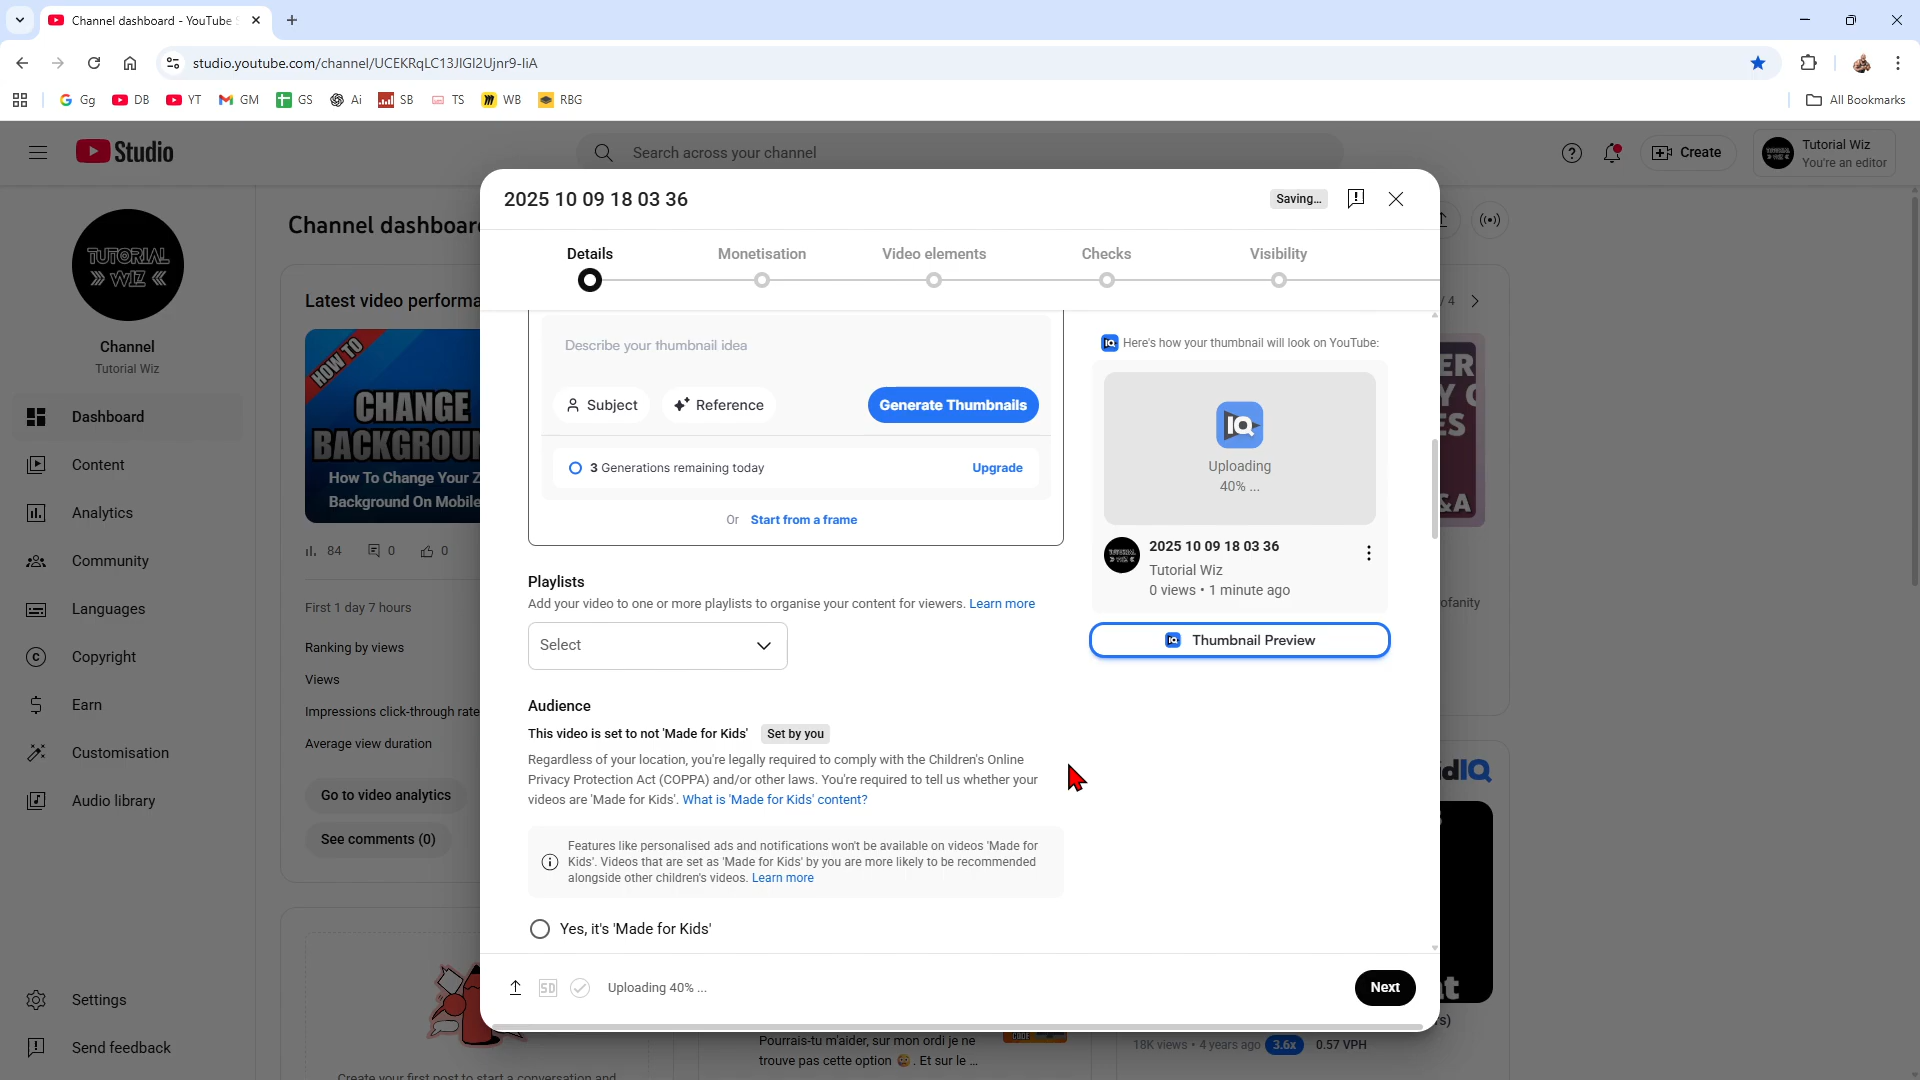 Channel dashboard - YouTube S
studio.youtube.com/channel/UCEKRqLC13JIGI2Ujnr9-liA
Gg
DB
YT
GM
GS
Ai
SB
TS
WB
RBG
All Bookmarks
Studio
Search across your channel
Create
Tutorial Wiz
You're an editor
TUTORIAL
WIZ
Channel
Tutorial Wiz
Dashboard
Content
Analytics
Community
Languages
Copyright
Earn
Customisation
Audio library
Settings
Send feedback
Channel dashboard
Latest video performa
HOW TO
CHANGE
BACKGROUN
How To Change Your Z
Background On Mobile
84
0
0
First 1 day 7 hours
Ranking by views
Views
Impressions click-through rate
Average view duration
Go to video analytics
See comments (0)
Create your first post to start a conversation and
2025 10 09 18 03 36
Saving...
Details
Monetisation
Video elements
Checks
Visibility
Describe your thumbnail idea
Subject
Reference
Generate Thumbnails
3 Generations remaining today
Upgrade
Or Start from a frame
Playlists
Add your video to one or more playlists to organise your content for viewers. Learn more
Select
Audience
This video is set to not 'Made for Kids' Set by you
Regardless of your location, you're legally required to comply with the Children's Online
Privacy Protection Act (COPPA) and/or other laws. You're required to tell us whether your
videos are 'Made for Kids'. What is 'Made for Kids' content?
Features like personalised ads and notifications won't be available on videos 'Made for
Kids'. Videos that are set as 'Made for Kids' by you are more likely to be recommended
alongside other children's videos. Learn more
Yes, it's 'Made for Kids'
IQ Here's how your thumbnail will look on YouTube:
IQ
Uploading
40% ...
2025 10 09 18 03 36
Tutorial Wiz
0 views • 1 minute ago
Thumbnail Preview
SD
Uploading 40% ...
Next
/ 4
ER
Y C
ES
&A
ofanity
dIQ
t
rs)
18K views • 4 years ago 3.6x 0.57 VPH
Pourrais-tu m'aider, sur mon ordi je ne
trouve pas cette option 😥 . Et sur le ...
CODE